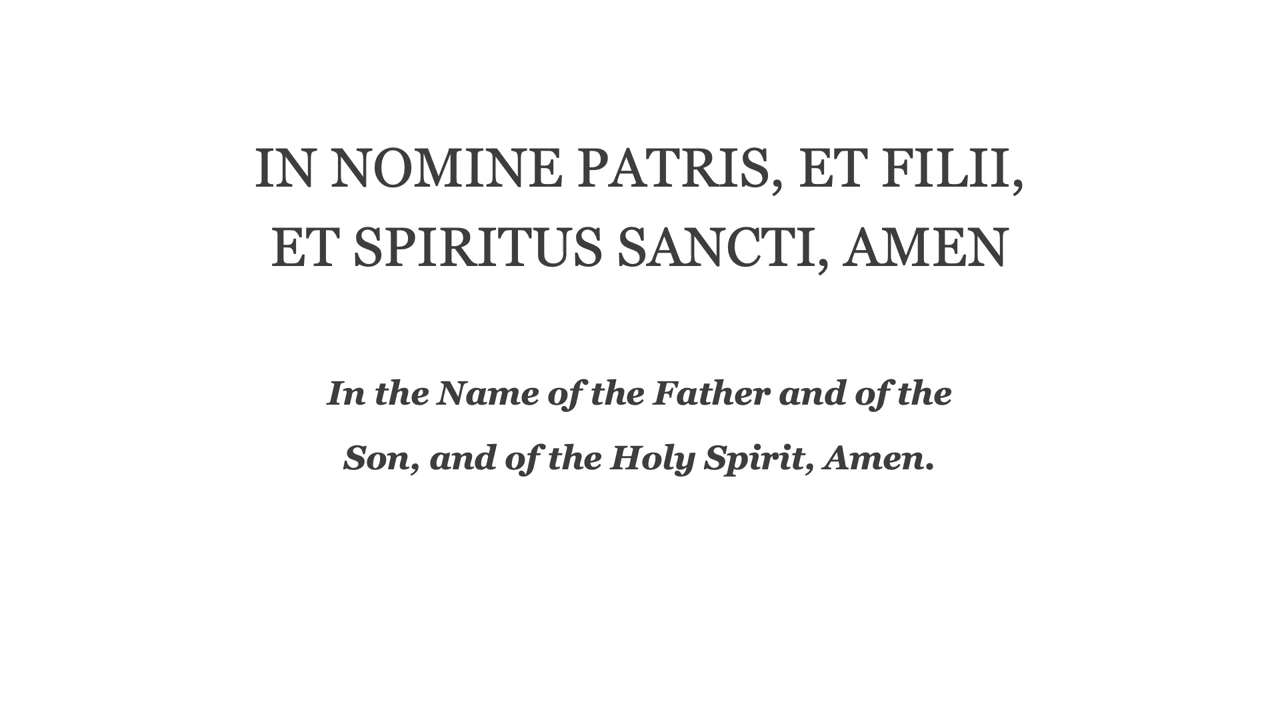 IN NOMINE PATRIS, ET FILII,
ET SPIRITUS SANCTI, AMEN
In the Name of the Father and of the
Son, and of the Holy Spirit, Amen.